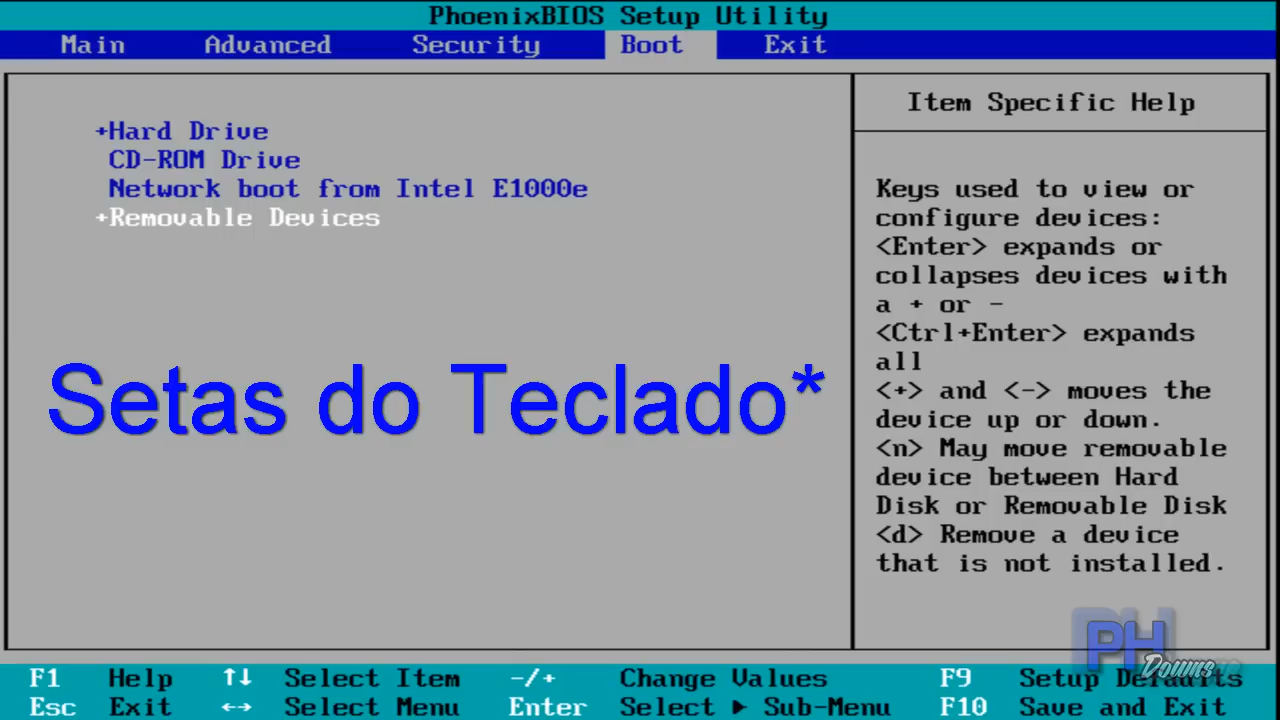 PhoenixBIOS Setup Utility
Main Advanced Security Boot Exit
+Hard Drive
CD-ROM Drive
Network boot from Intel E1000e
+Removable Devices
Setas do Teclado*
Item Specific Help
Keys used to view or
configure devices:
<Enter> expands or
collapses devices with
a + or -
<Ctrl+Enter> expands
all
<+> and <-> moves the
device up or down.
<n> May move removable
device between Hard
Disk or Removable Disk
<d> Remove a device
that is not installed.
PH
Downs
F1 Help ↑↓ Select Item -/+ Change Values F9 Setup Defaults
Esc Exit ↔ Select Menu Enter Select ▶ Sub-Menu F10 Save and Exit